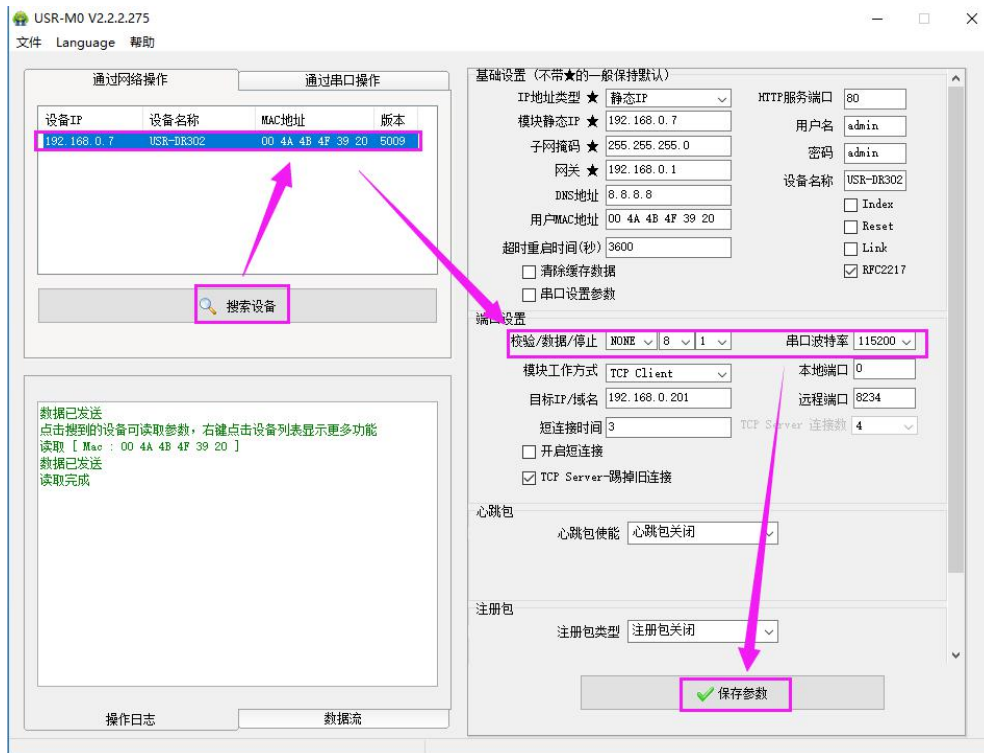 USR-M0 V2.2.2.275
文件 Language 帮助
通过网络操作 通过串口操作
设备IP 设备名称 MAC地址 版本
192.168.0.7 USR-DR302 00 4A 4B 4F 39 20 5009
搜索设备
数据已发送
点击搜到的设备可读取参数，右键点击设备列表显示更多功能
读取 [ Mac : 00 4A 4B 4F 39 20 ]
数据已发送
读取完成
操作日志 数据流
基础设置（不带★的一般保持默认）
IP地址类型 ★ 静态IP
模块静态IP ★ 192.168.0.7
子网掩码 ★ 255.255.255.0
网关 ★ 192.168.0.1
DNS地址 8.8.8.8
用户MAC地址 00 4A 4B 4F 39 20
超时重启时间(秒) 3600
清除缓存数据
串口设置参数
HTTP服务端口 80
用户名 admin
密码 admin
设备名称 USR-DR302
Index
Reset
Link
RFC2217
端口设置
校验/数据/停止 NONE 8 1 串口波特率 115200
模块工作方式 TCP Client 本地端口 0
目标IP/域名 192.168.0.201 远程端口 8234
短连接时间 3 TCP Server 连接数 4
开启短连接
TCP Server-踢掉旧连接
心跳包
心跳包使能 心跳包关闭
注册包
注册包类型 注册包关闭
保存参数